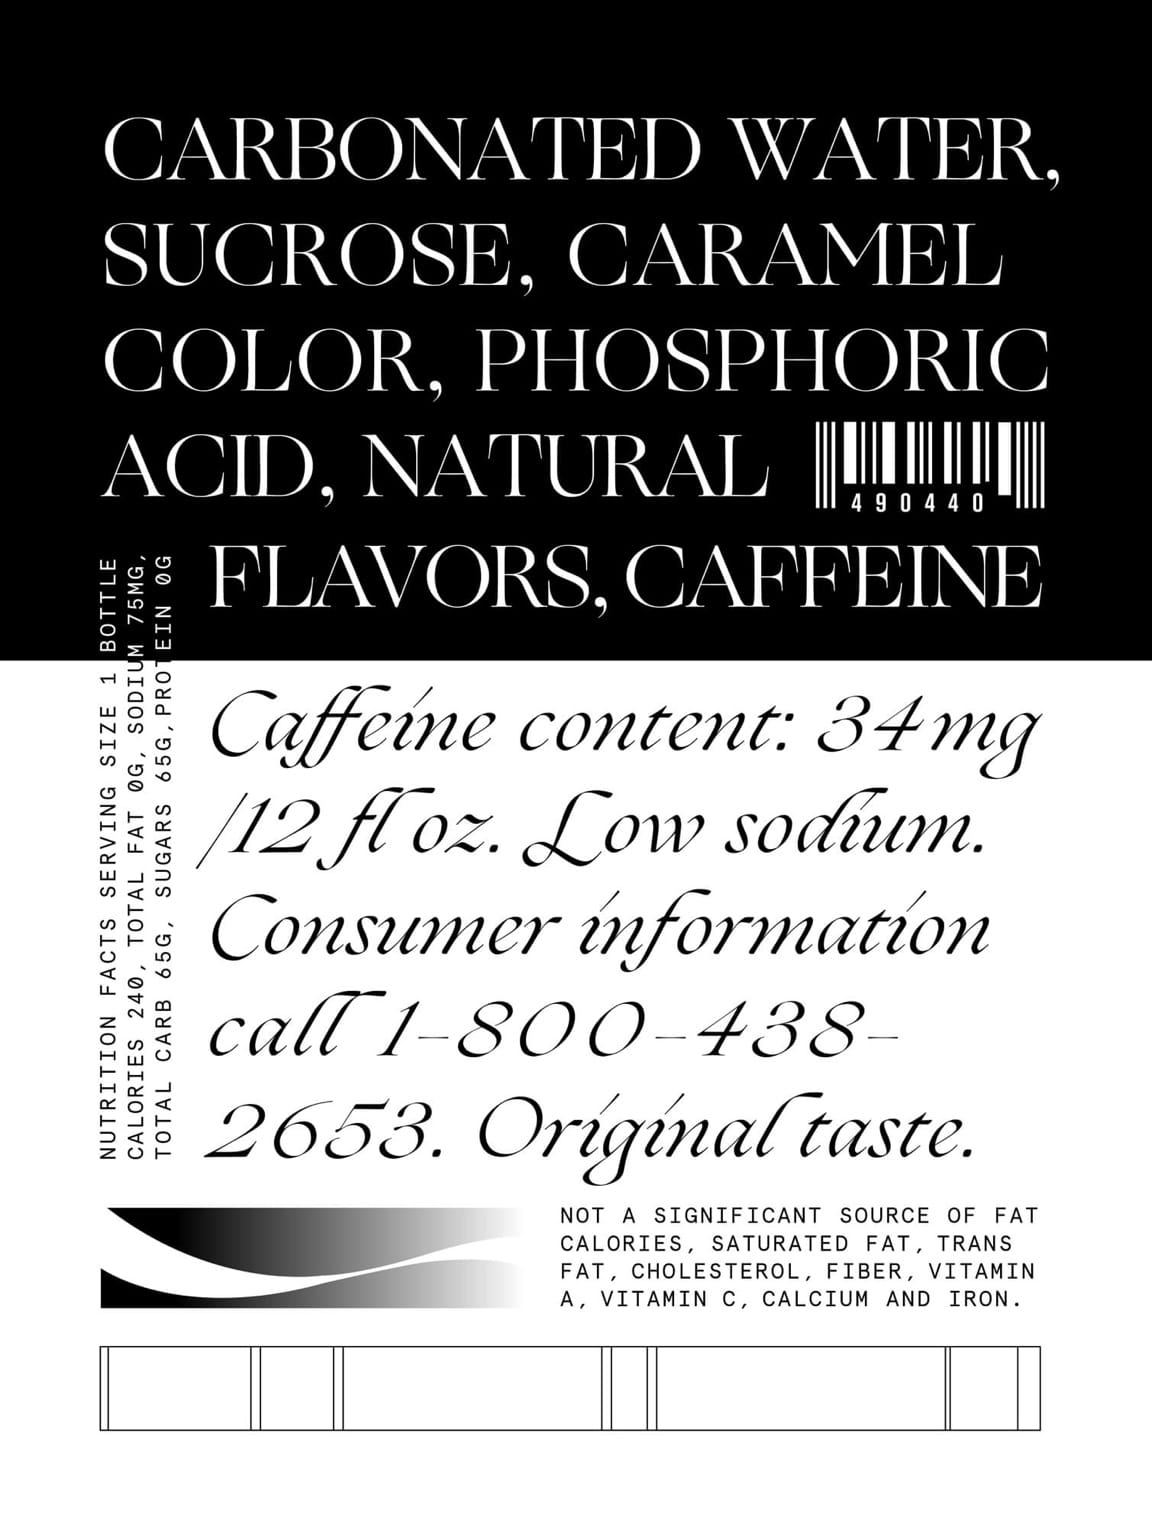 CARBONATED WATER,
SUCROSE, CARAMEL
COLOR, PHOSPHORIC
ACID, NATURAL
490440
FLAVORS, CAFFEINE
NUTRITION FACTS SERVING SIZE 1 BOTTLE
CALORIES 240, TOTAL FAT 0G, SODIUM 75MG,
TOTAL CARB 65G, SUGARS 65G, PROTEIN 0G
Caffeine content: 34mg
/12 fl oz. Low sodium.
Consumer information
call 1-800-438-
2653. Original taste.
NOT A SIGNIFICANT SOURCE OF FAT
CALORIES, SATURATED FAT, TRANS
FAT, CHOLESTEROL, FIBER, VITAMIN
A, VITAMIN C, CALCIUM AND IRON.